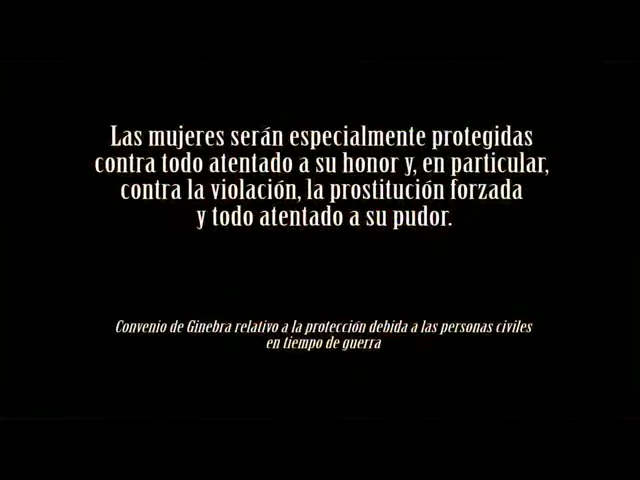 Las mujeres serán especialmente protegidas
contra todo atentado a su honor y, en particular,
contra la violación, la prostitución forzada
y todo atentado a su pudor.
Convenio de Ginebra relativo a la protección debida a las personas civiles
en tiempo de guerra